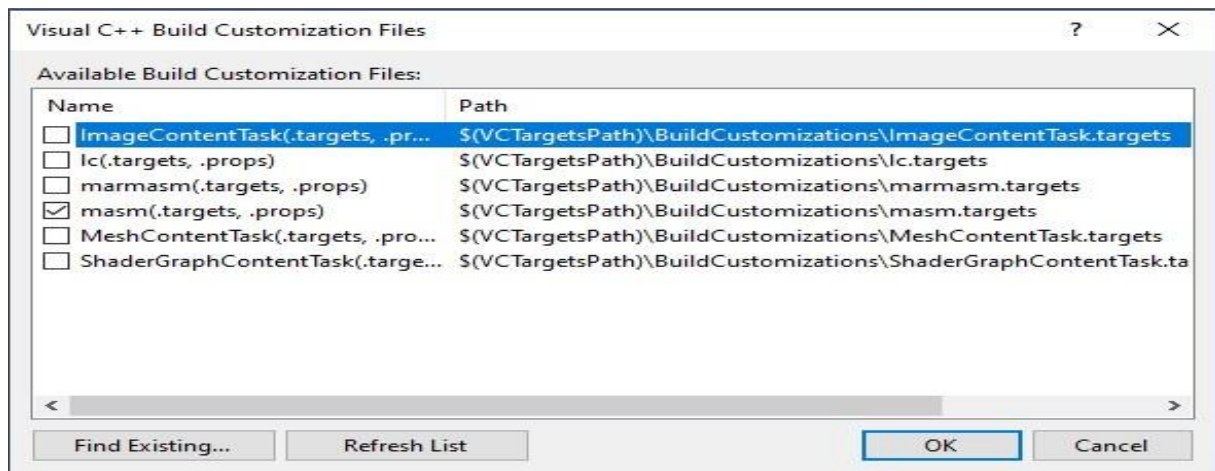 Visual C++ Build Customization Files ?
Available Build Customization Files:
Name Path
ImageContentTask(.targets, .pr... $(VCTargetsPath)\BuildCustomizations\ImageContentTask.targets
lc(.targets, .props) $(VCTargetsPath)\BuildCustomizations\lc.targets
marmasm(.targets, .props) $(VCTargetsPath)\BuildCustomizations\marmasm.targets
masm(.targets, .props) $(VCTargetsPath)\BuildCustomizations\masm.targets
MeshContentTask(.targets, .pro... $(VCTargetsPath)\BuildCustomizations\MeshContentTask.targets
ShaderGraphContentTask(.targe... $(VCTargetsPath)\BuildCustomizations\ShaderGraphContentTask.ta
Find Existing... Refresh List OK Cancel